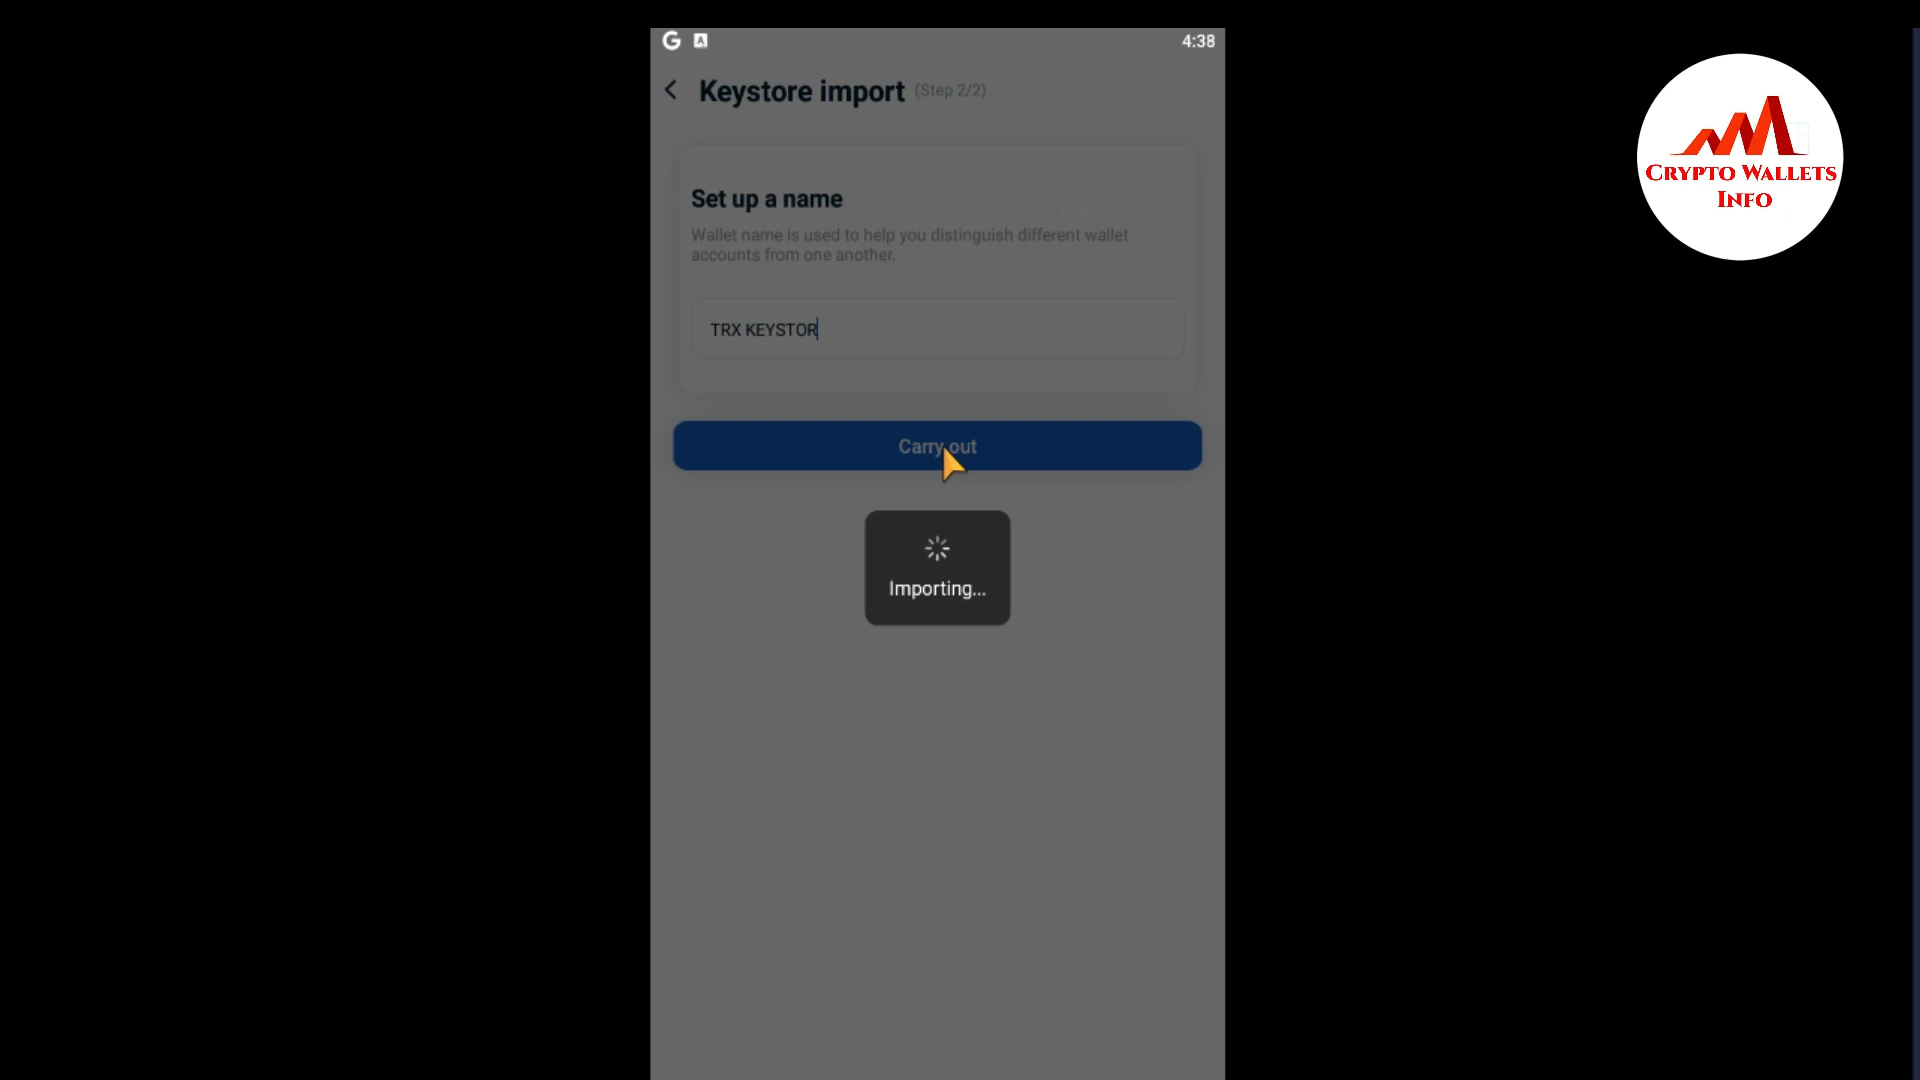 G A 4:38
Keystore import (Step 2/2)
Set up a name
Wallet name is used to help you distinguish different wallet
accounts from one another.
TRX KEYSTOR
Carry out
Importing...
CRYPTO WALLETS
INFO